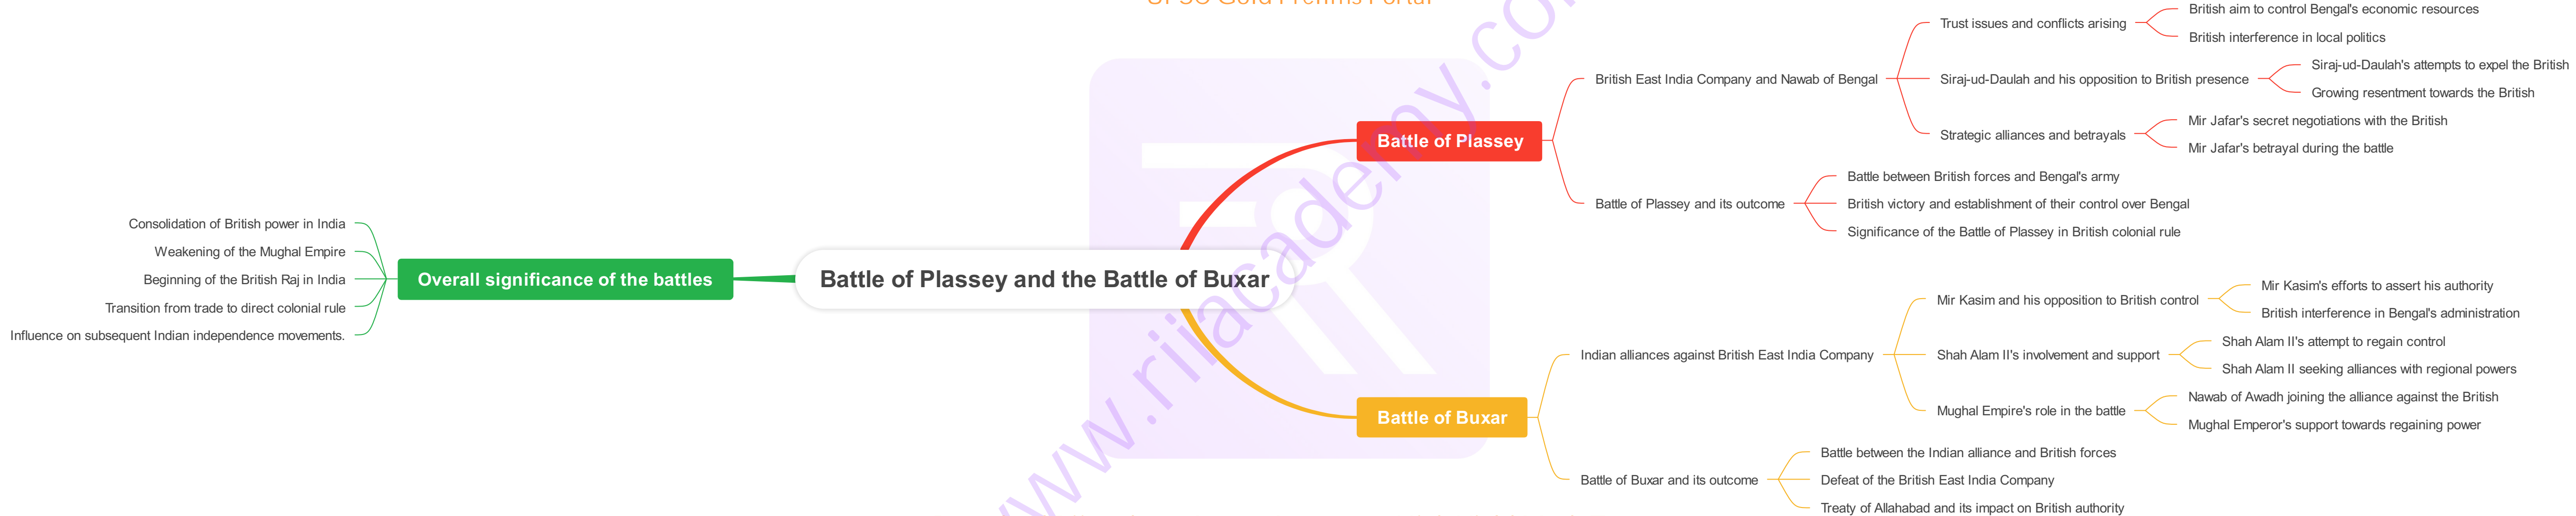 Battle of Plassey and the Battle of Buxar
Battle of Plassey
British East India Company and Nawab of Bengal
Trust issues and conflicts arising
British aim to control Bengal's economic resources
British interference in local politics
Siraj-ud-Daulah and his opposition to British presence
Siraj-ud-Daulah's attempts to expel the British
Growing resentment towards the British
Strategic alliances and betrayals
Mir Jafar's secret negotiations with the British
Mir Jafar's betrayal during the battle
Battle of Plassey and its outcome
Battle between British forces and Bengal's army
British victory and establishment of their control over Bengal
Significance of the Battle of Plassey in British colonial rule
Battle of Buxar
Indian alliances against British East India Company
Mir Kasim and his opposition to British control
Mir Kasim's efforts to assert his authority
British interference in Bengal's administration
Shah Alam II's involvement and support
Shah Alam II's attempt to regain control
Shah Alam II seeking alliances with regional powers
Mughal Empire's role in the battle
Nawab of Awadh joining the alliance against the British
Mughal Emperor's support towards regaining power
Battle of Buxar and its outcome
Battle between the Indian alliance and British forces
Defeat of the British East India Company
Treaty of Allahabad and its impact on British authority
Overall significance of the battles
Consolidation of British power in India
Weakening of the Mughal Empire
Beginning of the British Raj in India
Transition from trade to direct colonial rule
Influence on subsequent Indian independence movements.